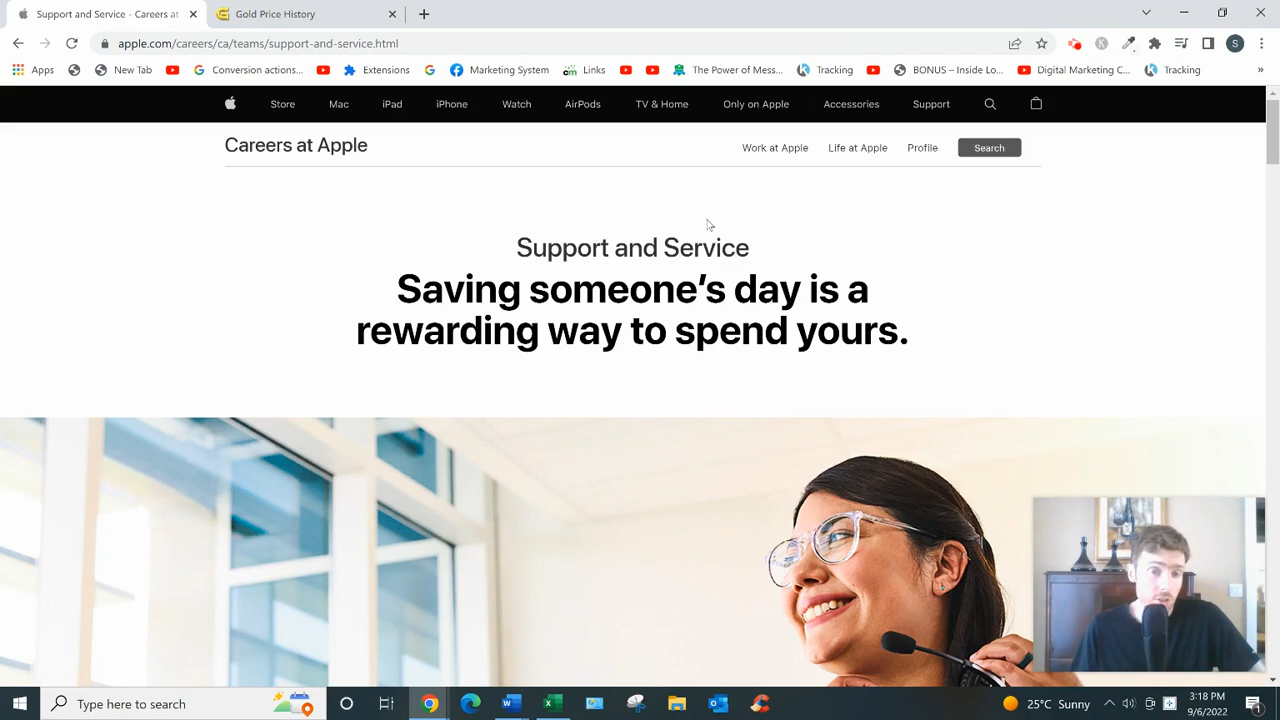 Support and Service - Careers at
Gold Price History
apple.com/careers/ca/teams/support-and-service.html
S
Apps
New Tab
Conversion actions...
Extensions
Marketing System
Links
The Power of Mess...
Tracking
BONUS – Inside Lo...
Digital Marketing C...
Tracking
»
Store
Mac
iPad
iPhone
Watch
AirPods
TV & Home
Only on Apple
Accessories
Support
Careers at Apple
Work at Apple
Life at Apple
Profile
Search
Support and Service
Saving someone’s day is a
rewarding way to spend yours.
Type here to search
25°C Sunny
3:18 PM
9/6/2022
1